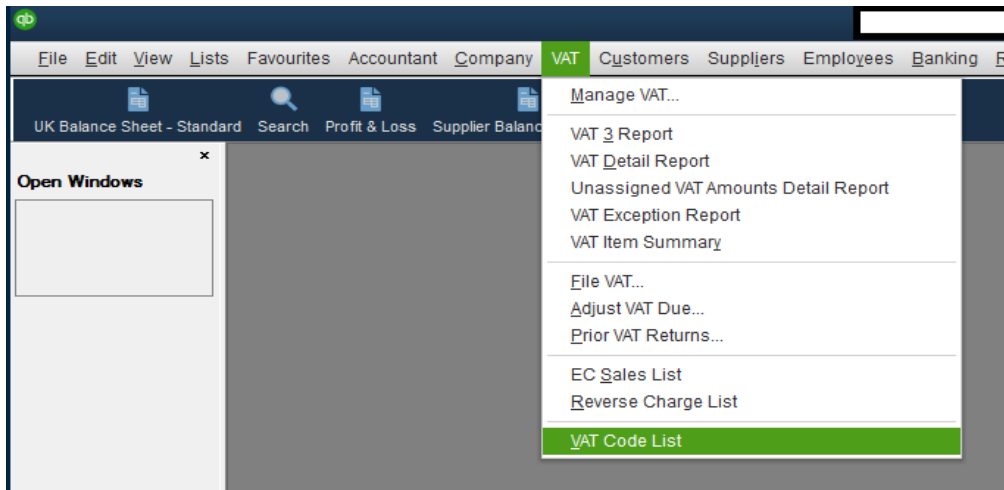 qb
File Edit View Lists Favourites Accountant Company VAT Customers Suppliers Employees Banking R
UK Balance Sheet - Standard Search Profit & Loss Supplier Balanc
×
Open Windows
Manage VAT...
VAT 3 Report
VAT Detail Report
Unassigned VAT Amounts Detail Report
VAT Exception Report
VAT Item Summary
File VAT...
Adjust VAT Due...
Prior VAT Returns...
EC Sales List
Reverse Charge List
VAT Code List